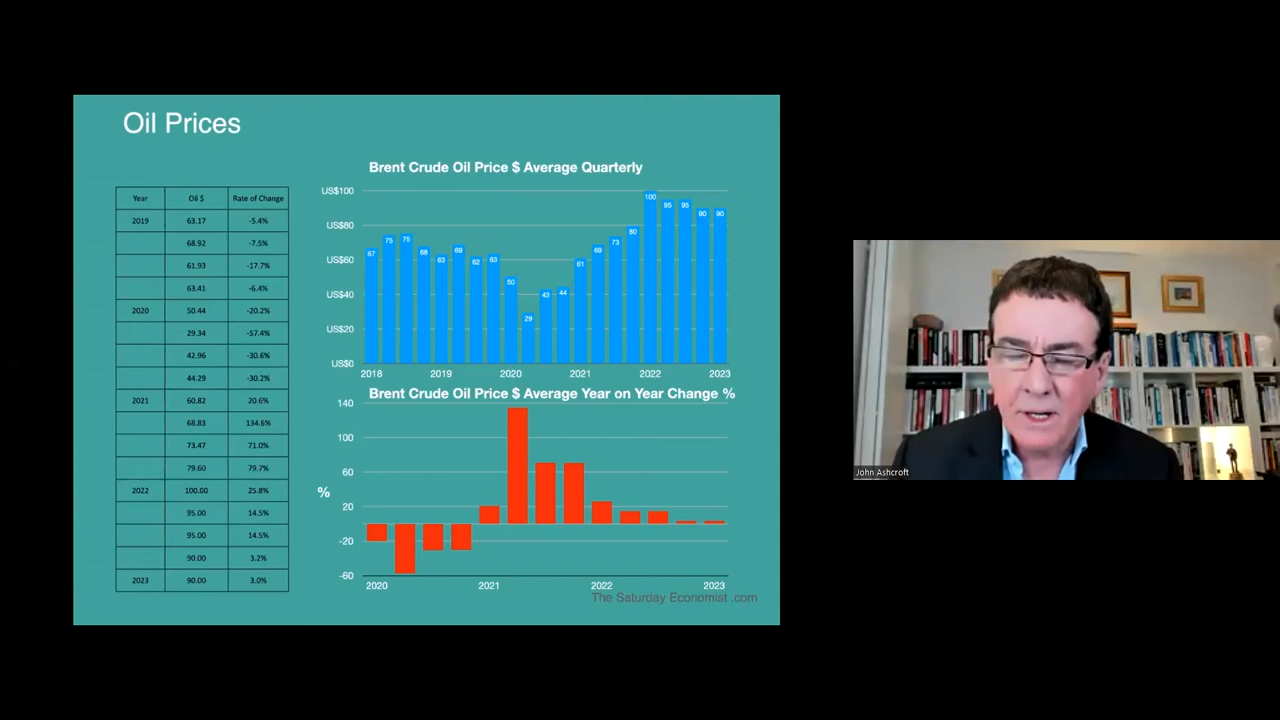 Oil Prices
Year Oil $ Rate of Change
2019 63.17 -5.4%
68.92 -7.5%
61.93 -17.7%
63.41 -6.4%
2020 50.44 -20.2%
29.34 -57.4%
42.96 -30.6%
44.29 -30.2%
2021 60.82 20.6%
68.83 134.6%
73.47 71.0%
79.60 79.7%
2022 100.00 25.8%
95.00 14.5%
95.00 14.5%
90.00 3.2%
2023 90.00 3.0%
Brent Crude Oil Price $ Average Quarterly
US$100
US$80
US$60
US$40
US$20
US$0
67 75 75 68 63 69 62 63 50 29 43 44 61 69 73 80 100 95 95 90 90
2018 2019 2020 2021 2022 2023
Brent Crude Oil Price $ Average Year on Year Change %
140
100
60
%
20
-20
-60
2020 2021 2022 2023
The Saturday Economist .com
John Ashcroft